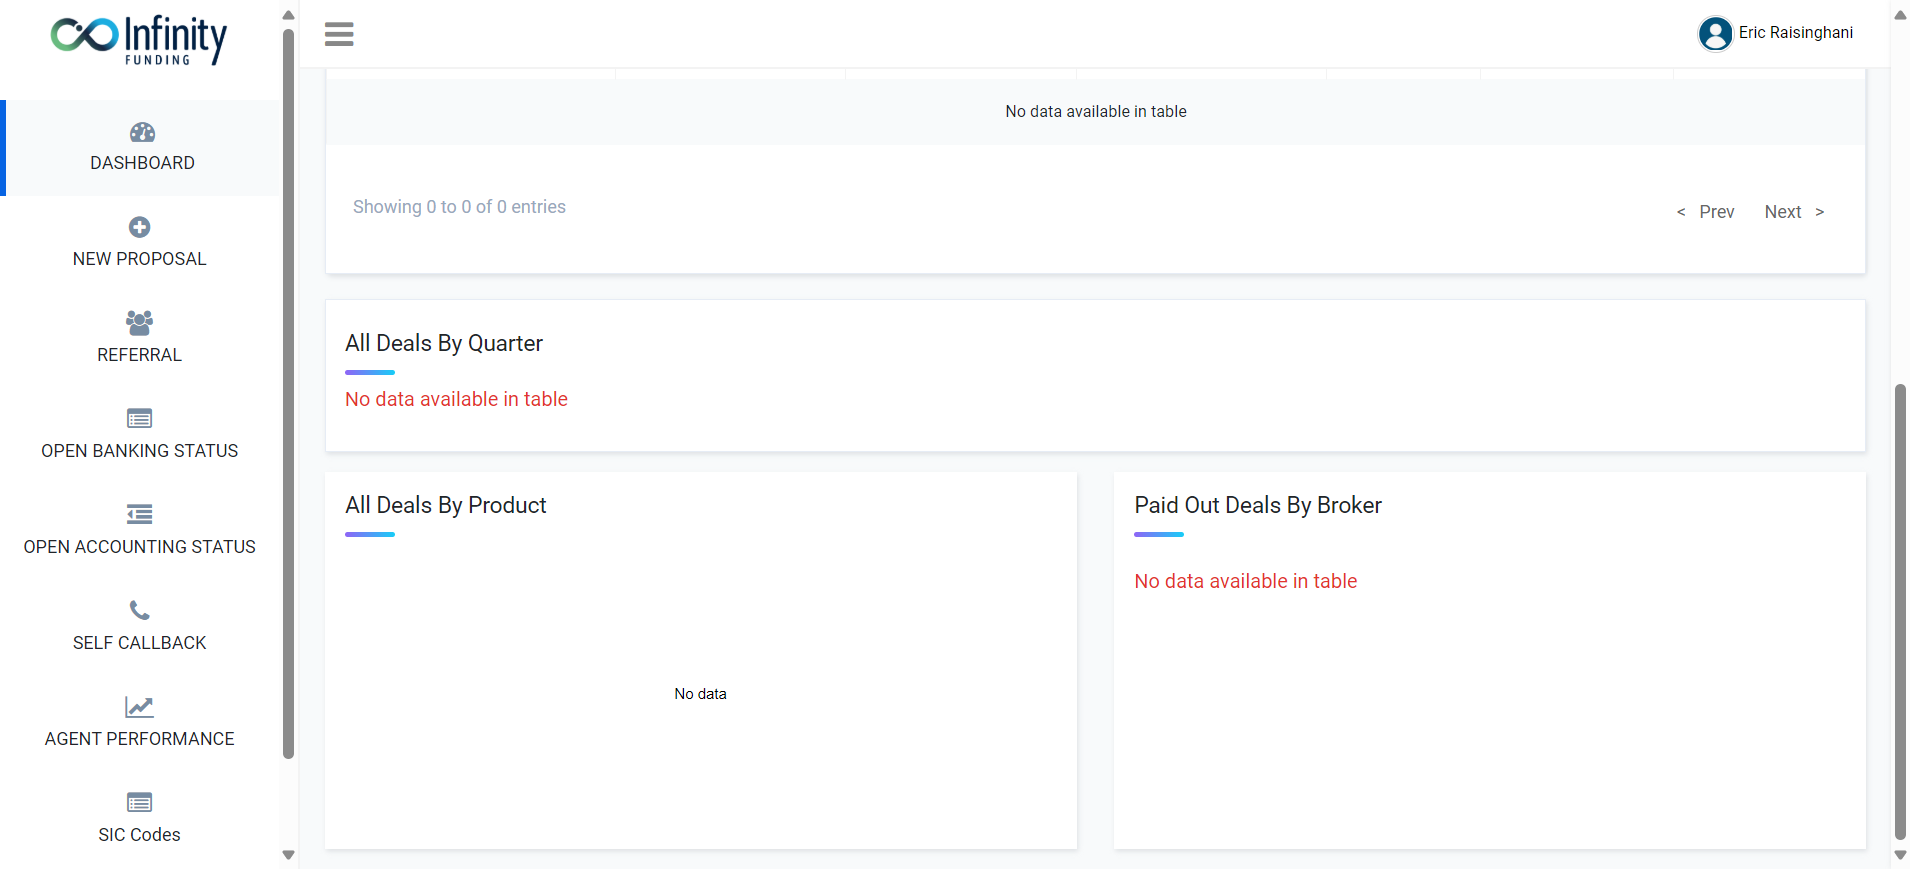 Infinity
FUNDING
Eric Raisinghani
DASHBOARD
NEW PROPOSAL
REFERRAL
OPEN BANKING STATUS
OPEN ACCOUNTING STATUS
SELF CALLBACK
AGENT PERFORMANCE
SIC Codes
No data available in table
Showing 0 to 0 of 0 entries
< Prev Next >
All Deals By Quarter
No data available in table
All Deals By Product
No data
Paid Out Deals By Broker
No data available in table